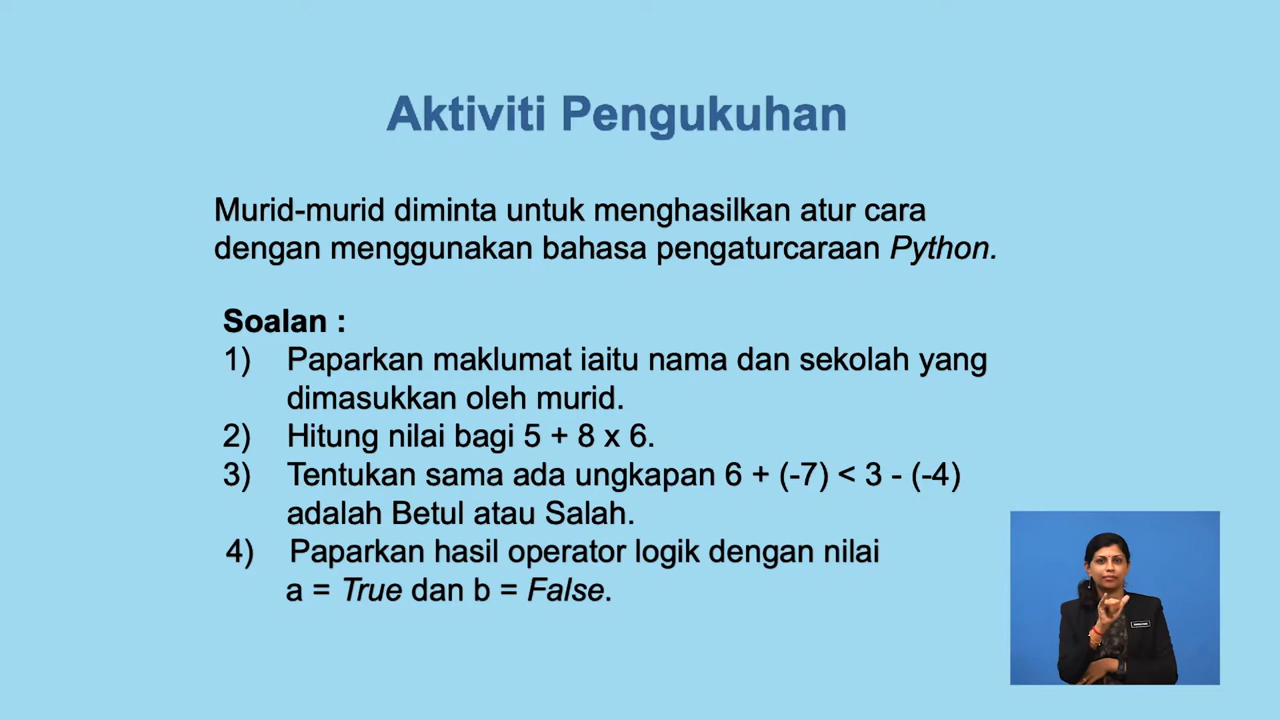 Aktiviti Pengukuhan
Murid-murid diminta untuk menghasilkan atur cara
dengan menggunakan bahasa pengaturcaraan Python.
Soalan :
1) Paparkan maklumat iaitu nama dan sekolah yang
dimasukkan oleh murid.
2) Hitung nilai bagi 5 + 8 x 6.
3) Tentukan sama ada ungkapan 6 + (-7) < 3 - (-4)
adalah Betul atau Salah.
4) Paparkan hasil operator logik dengan nilai
a = True dan b = False.